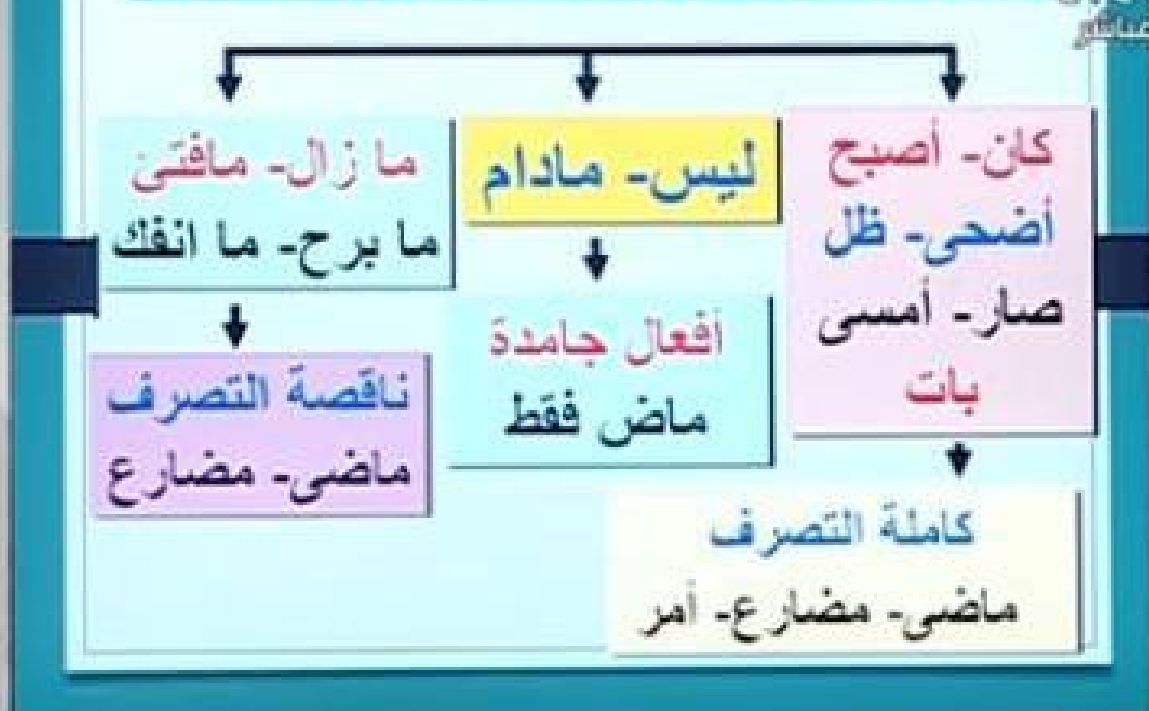 مباشر
كان- أصبح
أضحى- ظل
صار- أمسى
بات
كاملة التصرف
ماضى- مضارع- أمر
ليس- مادام
أفعال جامدة
ماض فقط
ما زال- مافتئ
ما برح- ما انفك
ناقصة التصرف
ماضى- مضارع